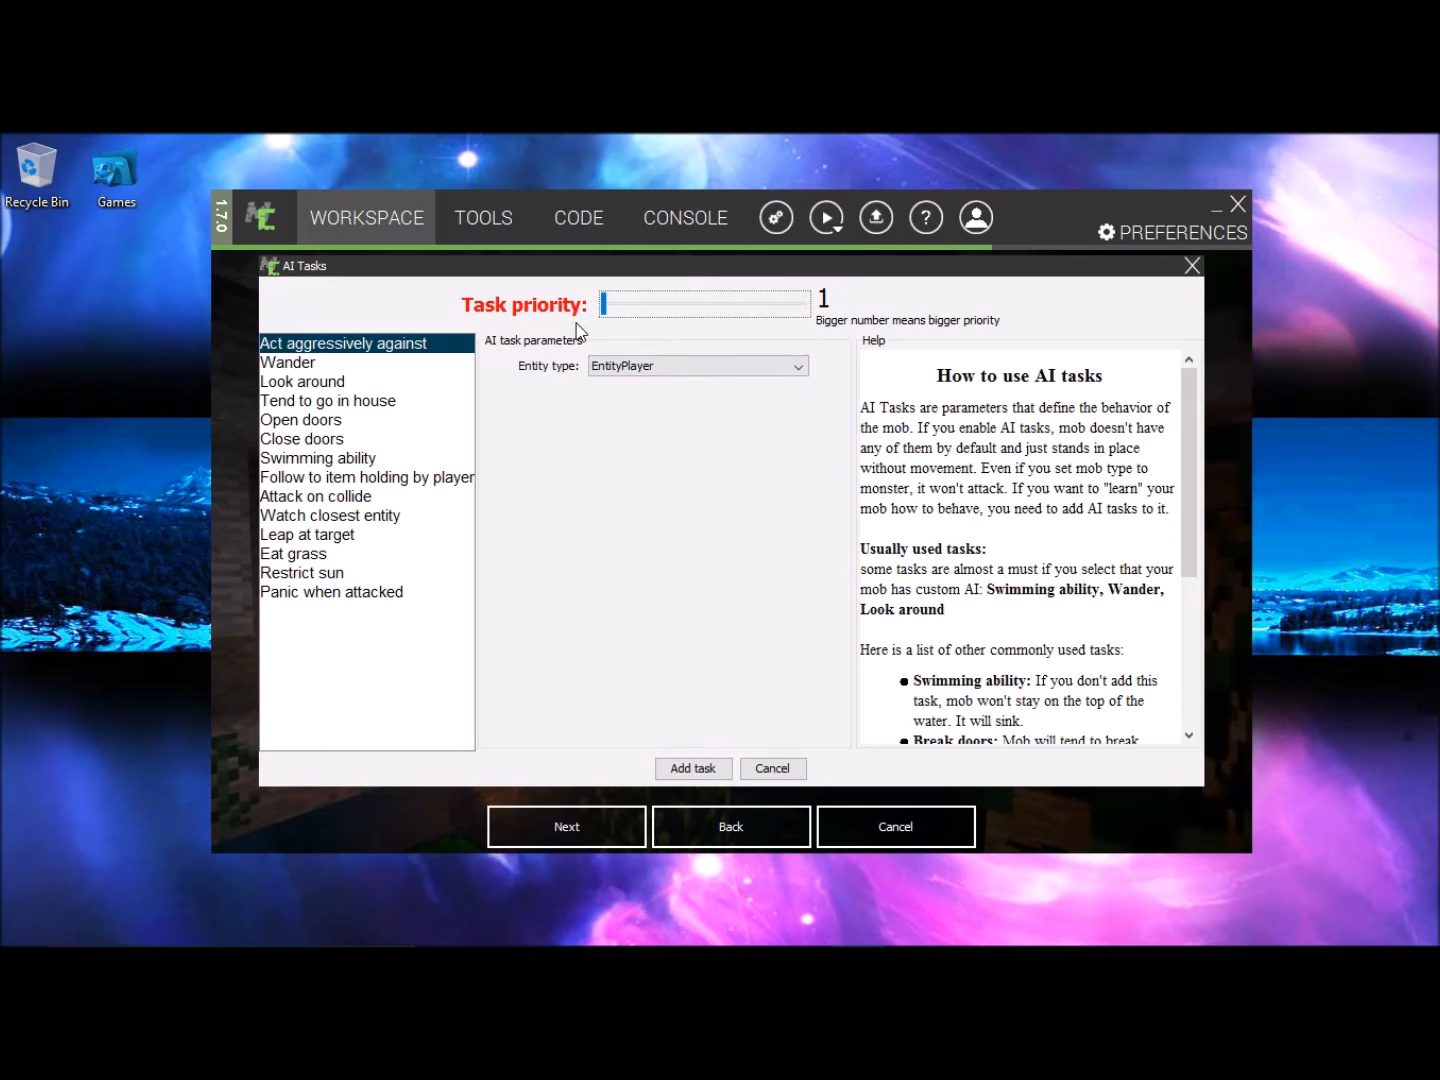 Recycle Bin
Games
1.7.0
WORKSPACE
TOOLS
CODE
CONSOLE
?
PREFERENCES
AI Tasks
Task priority:
1
Bigger number means bigger priority
Act aggressively against
Wander
Look around
Tend to go in house
Open doors
Close doors
Swimming ability
Follow to item holding by player
Attack on collide
Watch closest entity
Leap at target
Eat grass
Restrict sun
Panic when attacked
AI task parameters
Entity type:
EntityPlayer
Help
How to use AI tasks
AI Tasks are parameters that define the behavior of
the mob. If you enable AI tasks, mob doesn't have
any of them by default and just stands in place
without movement. Even if you set mob type to
monster, it won't attack. If you want to "learn" your
mob how to behave, you need to add AI tasks to it.
Usually used tasks:
some tasks are almost a must if you select that your
mob has custom AI: Swimming ability, Wander,
Look around
Here is a list of other commonly used tasks:
Swimming ability: If you don't add this
task, mob won't stay on the top of the
water. It will sink.
Break doors: Mob will tend to break
Add task
Cancel
Next
Back
Cancel